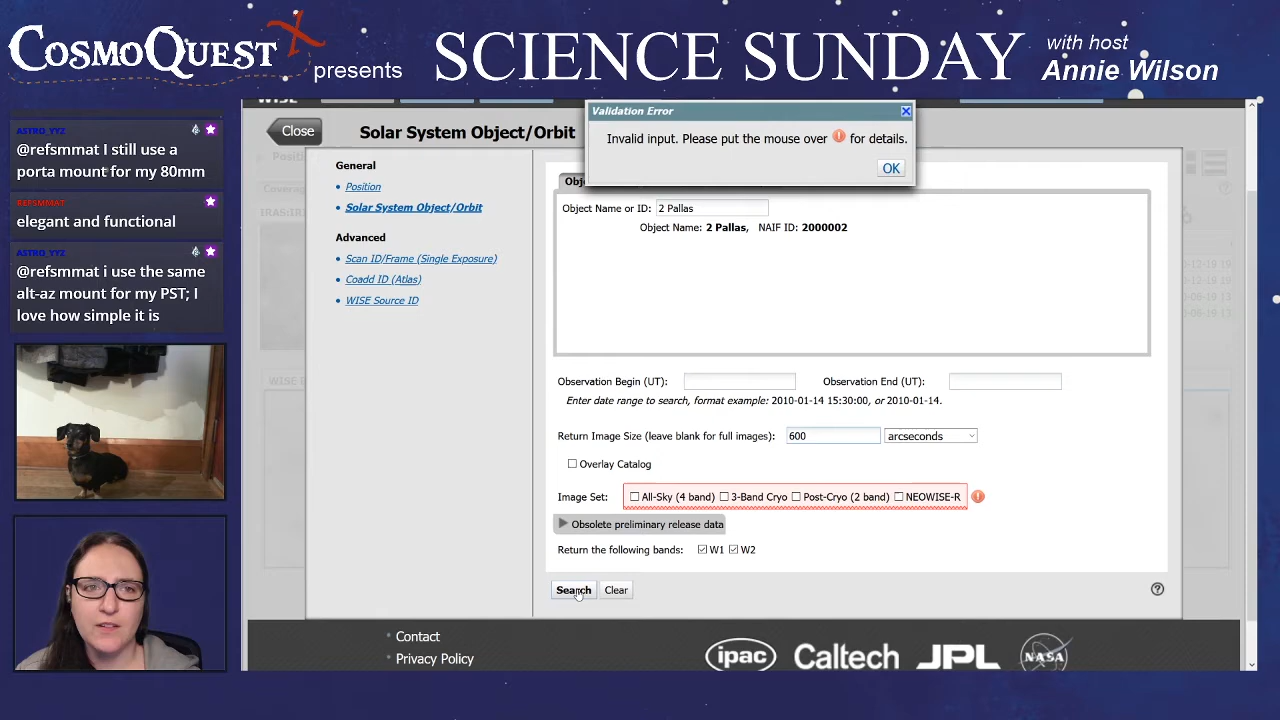 COSMOQUEST X
presents
SCIENCE SUNDAY
with host
Annie Wilson
ASTRO_YYZ
@refsmmat I still use a
porta mount for my 80mm
REFSMMAT
elegant and functional
ASTRO_YYZ
@refsmmat i use the same
alt-az mount for my PST; I
love how simple it is
WISE
Close
Solar System Object/Orbit
General
Position
Solar System Object/Orbit
Advanced
Scan ID/Frame (Single Exposure)
Coadd ID (Atlas)
WISE Source ID
Validation Error
Invalid input. Please put the mouse over ! for details.
OK
Obje
Object Name or ID: 2 Pallas
Object Name: 2 Pallas, NAIF ID: 2000002
Observation Begin (UT): Observation End (UT):
Enter date range to search, format example: 2010-01-14 15:30:00, or 2010-01-14.
Return Image Size (leave blank for full images): 600 arcseconds
Overlay Catalog
Image Set: All-Sky (4 band) 3-Band Cryo Post-Cryo (2 band) NEOWISE-R !
Obsolete preliminary release data
Return the following bands: W1 W2
Search Clear ?
Contact
Privacy Policy
ipac Caltech JPL NASA